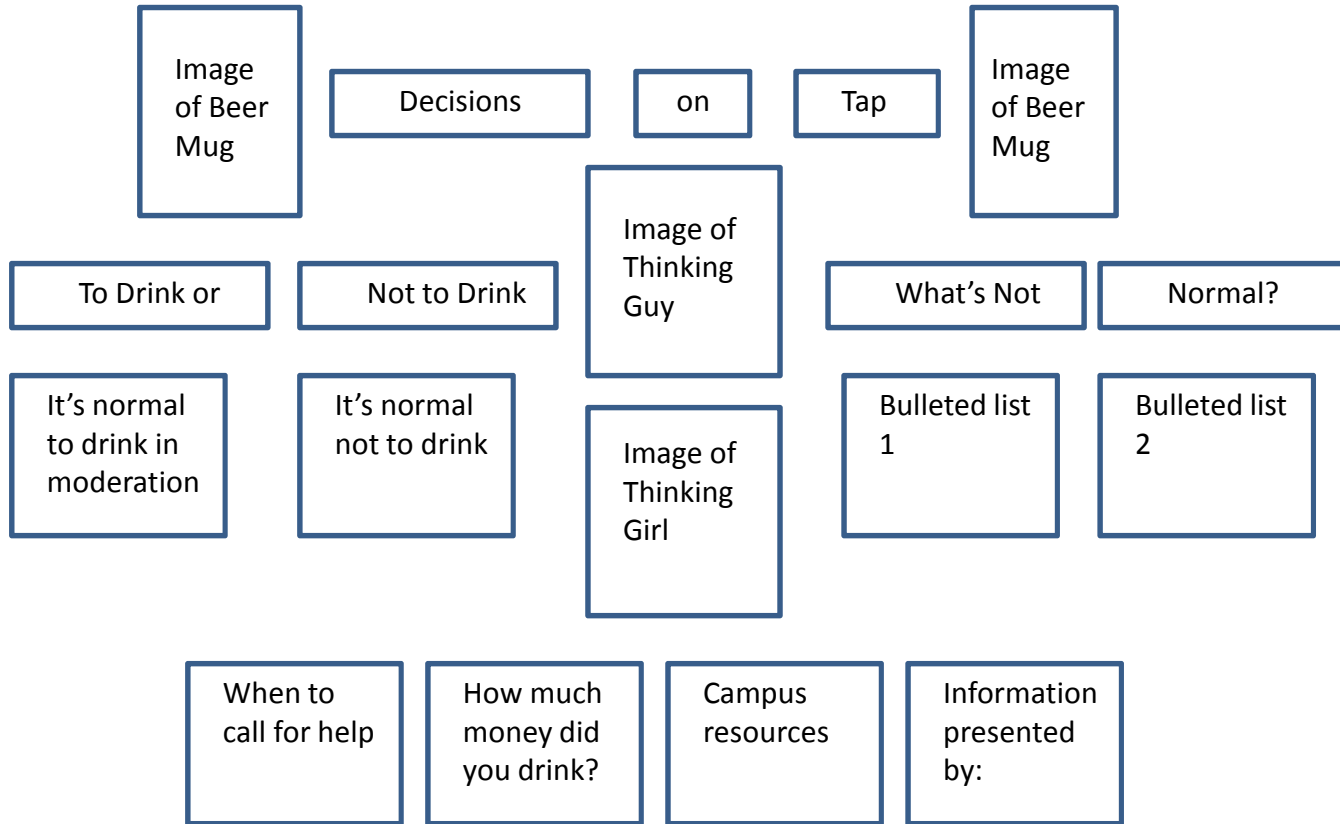 Image
of Beer
Mug
Decisions
on
Tap
Image
of Beer
Mug
Image of
Thinking
Guy
To Drink or
Not to Drink
What’s Not
Normal?
It’s normal
to drink in
moderation
It’s normal
not to drink
Image of
Thinking
Girl
Bulleted list
1
Bulleted list
2
When to
call for help
How much
money did
you drink?
Campus
resources
Information
presented
by: